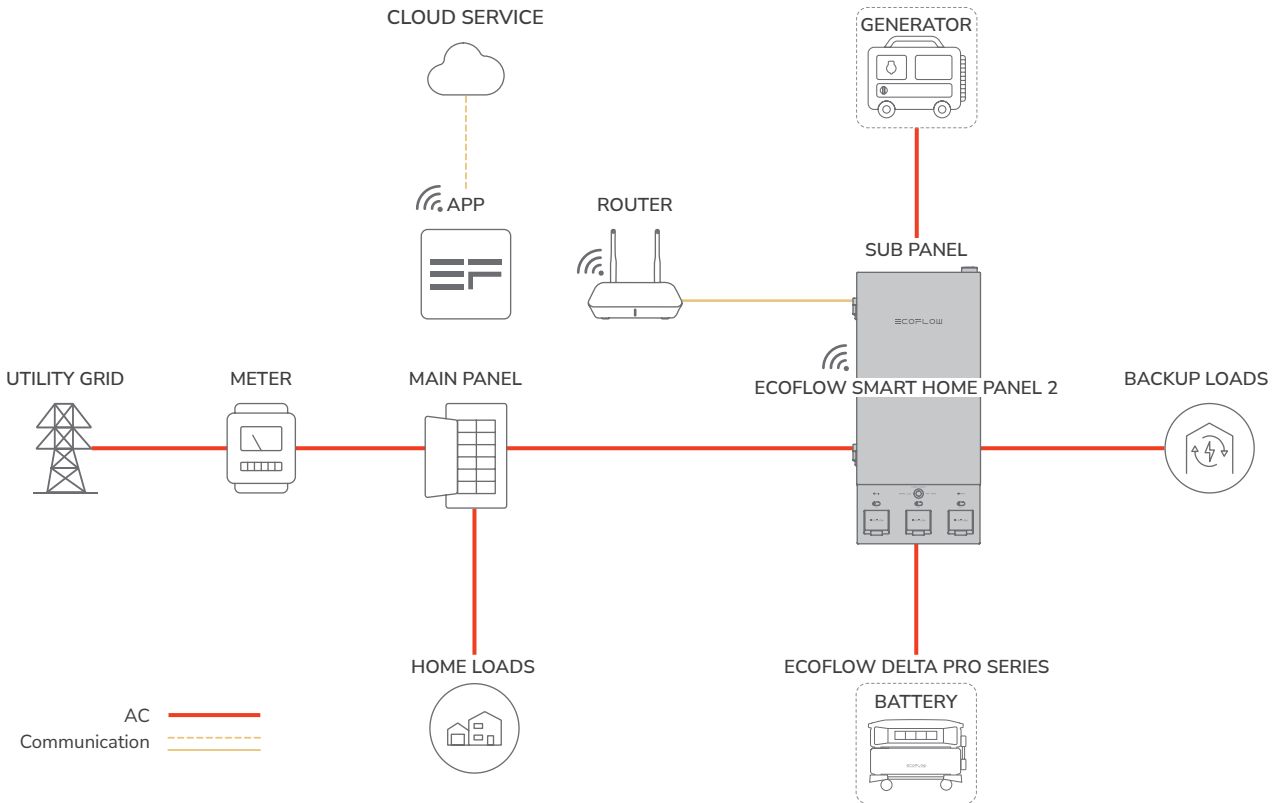 CLOUD SERVICE
GENERATOR
APP
ROUTER
SUB PANEL
ECOFLOW
UTILITY GRID
METER
MAIN PANEL
ECOFLOW SMART HOME PANEL 2
BACKUP LOADS
HOME LOADS
ECOFLOW DELTA PRO SERIES
BATTERY
ECOFLOW
AC
Communication